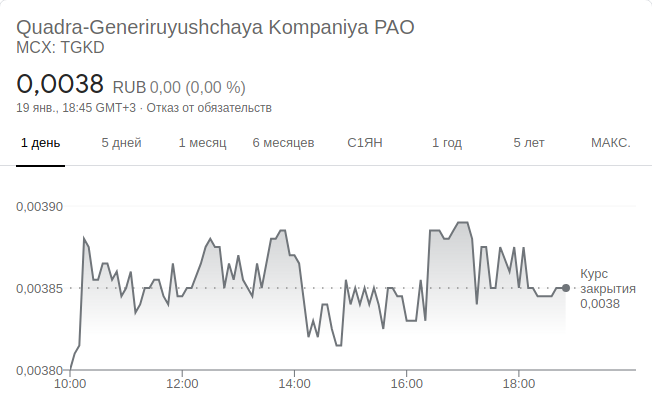 Quadra-Generiruyushchaya Kompaniya PAO
MCX: TGKD
0,0038 RUB 0,00 (0,00 %)
19 янв., 18:45 GMT+3 · Отказ от обязательств
1 день 5 дней 1 месяц 6 месяцев С1ЯН 1 год 5 лет МАКС.
0,00390
0,00385
0,00380
Курс
закрытия
0,0038
10:00 12:00 14:00 16:00 18:00